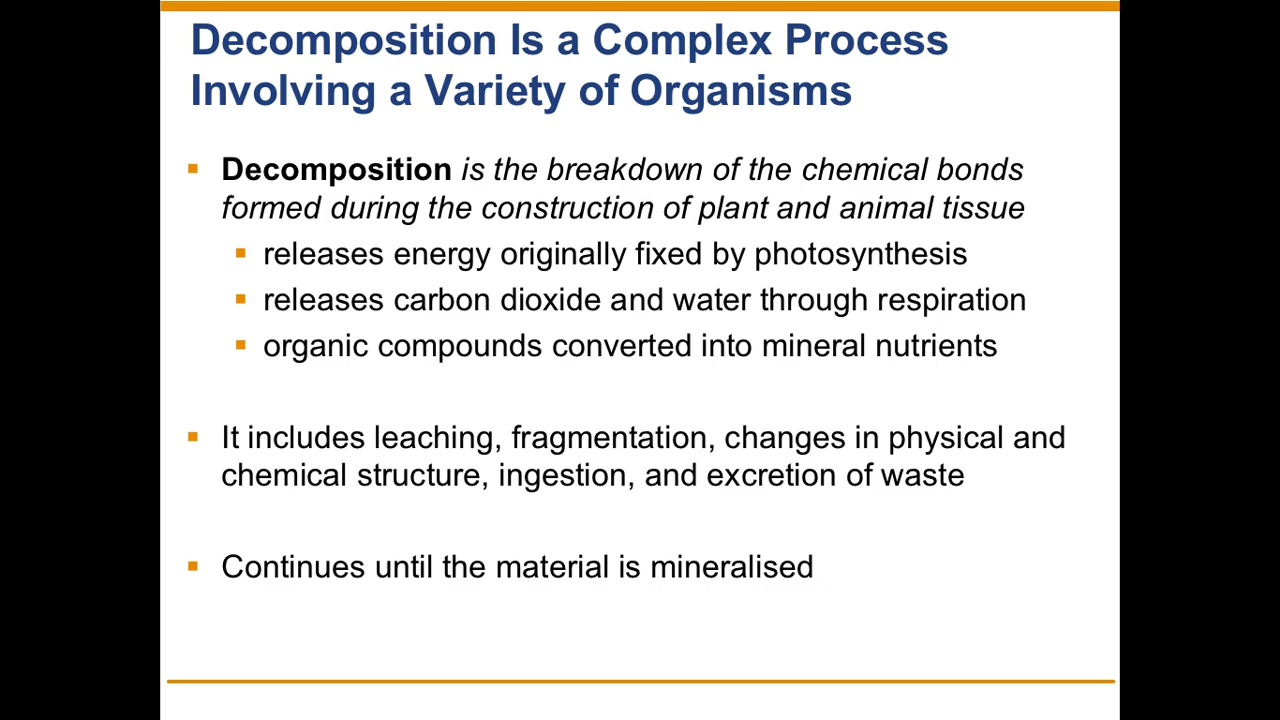 Decomposition Is a Complex Process
Involving a Variety of Organisms
Decomposition is the breakdown of the chemical bonds
formed during the construction of plant and animal tissue
releases energy originally fixed by photosynthesis
releases carbon dioxide and water through respiration
organic compounds converted into mineral nutrients
It includes leaching, fragmentation, changes in physical and
chemical structure, ingestion, and excretion of waste
Continues until the material is mineralised